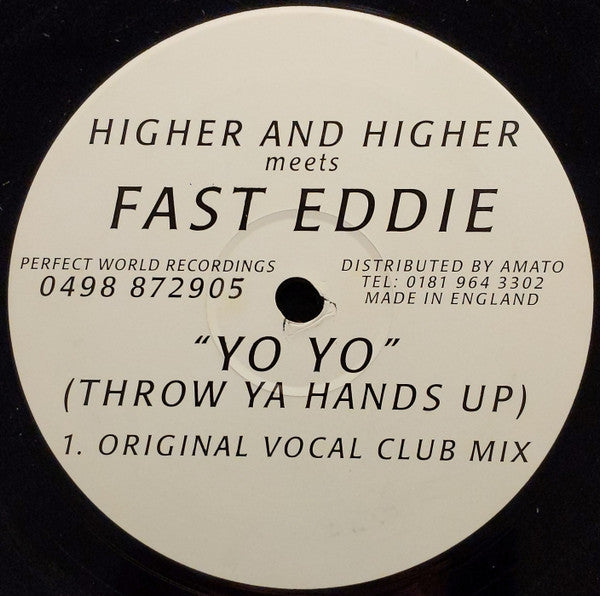 HIGHER AND HIGHER
meets
FAST EDDIE
PERFECT WORLD RECORDINGS
0498 872905
DISTRIBUTED BY AMATO
TEL: 0181 964 3302
MADE IN ENGLAND
“YO YO”
(THROW YA HANDS UP)
1. ORIGINAL VOCAL CLUB MIX